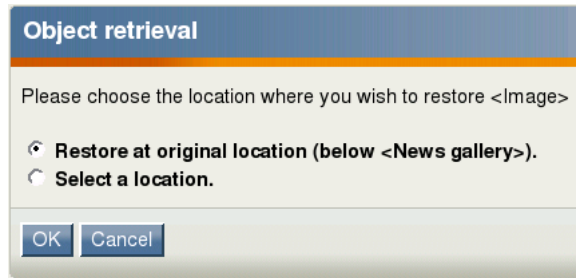 Object retrieval
Please choose the location where you wish to restore <Image>
Restore at original location (below <News gallery>).
Select a location.
OK Cancel